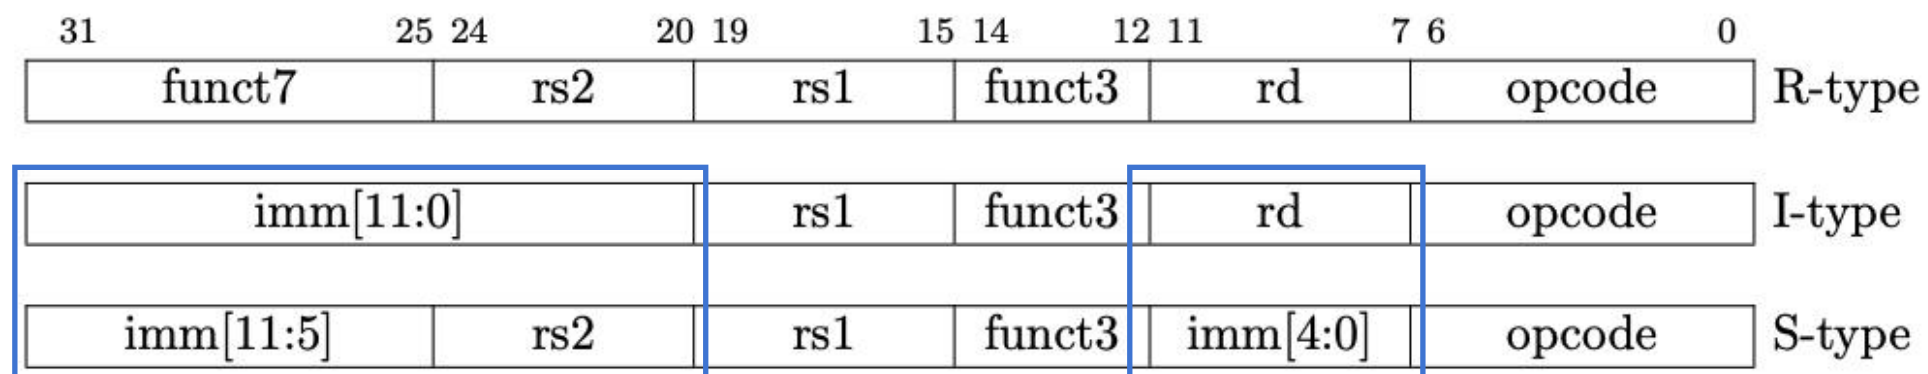 31 25 24 20 19 15 14 12 11 7 6 0
funct7 rs2 rs1 funct3 rd opcode R-type
imm[11:0] rs1 funct3 rd opcode I-type
imm[11:5] rs2 rs1 funct3 imm[4:0] opcode S-type